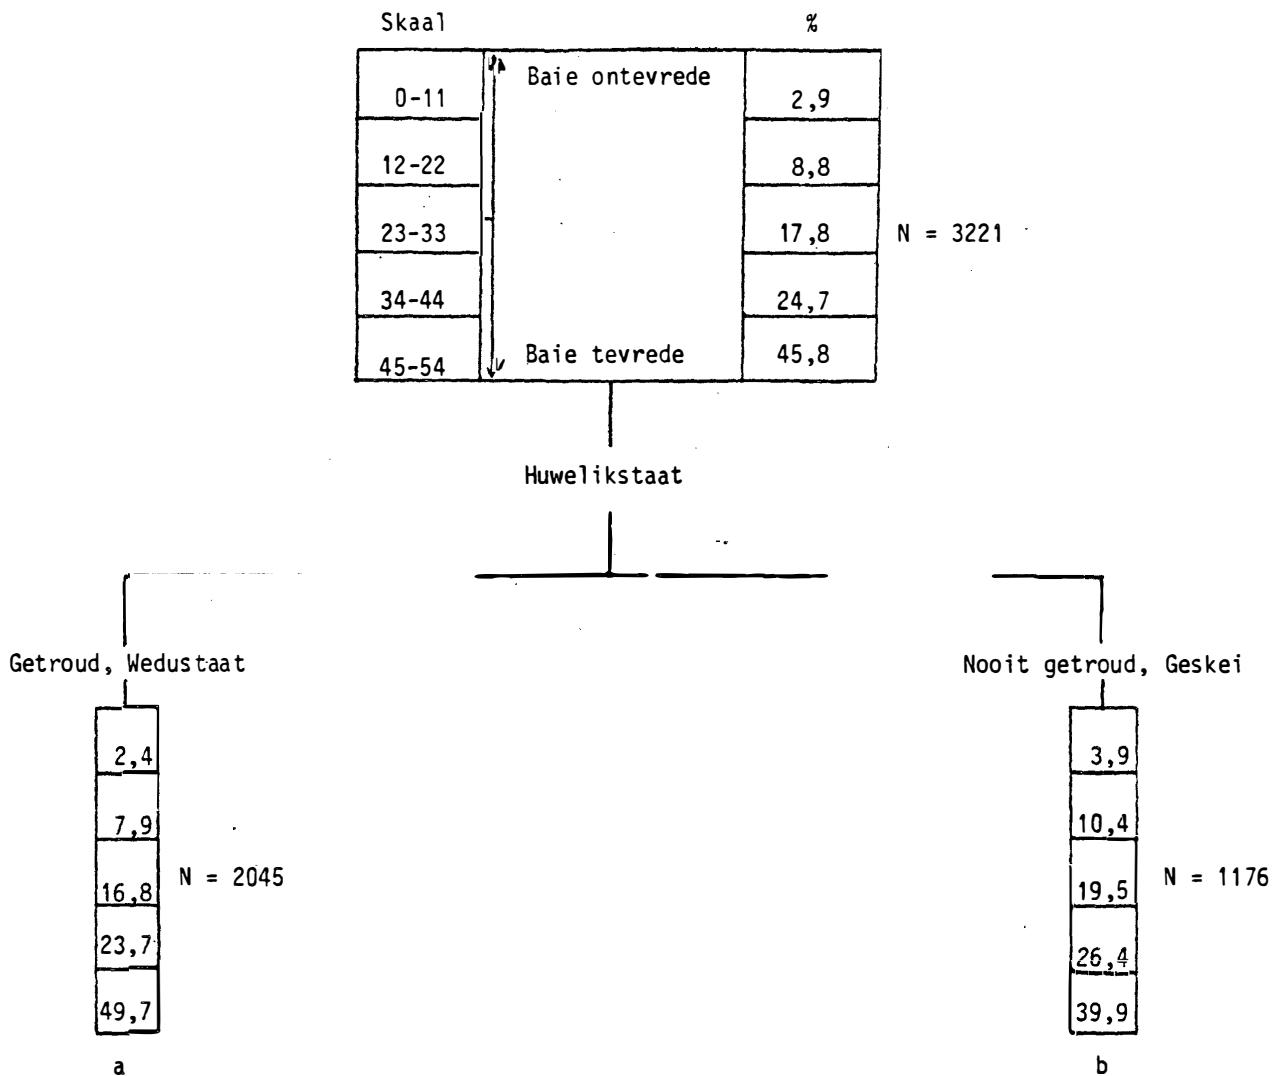 Skaal %
0-11 Baie ontevrede 2,9
12-22 8,8
23-33 17,8 N = 3221
34-44 24,7
45-54 Baie tevrede 45,8
Huwelikstaat
Getroud, Wedustaat Nooit getroud, Geskei
2,4 3,9
7,9 10,4
16,8 N = 2045 19,5 N = 1176
23,7 26,4
49,7 39,9
a b